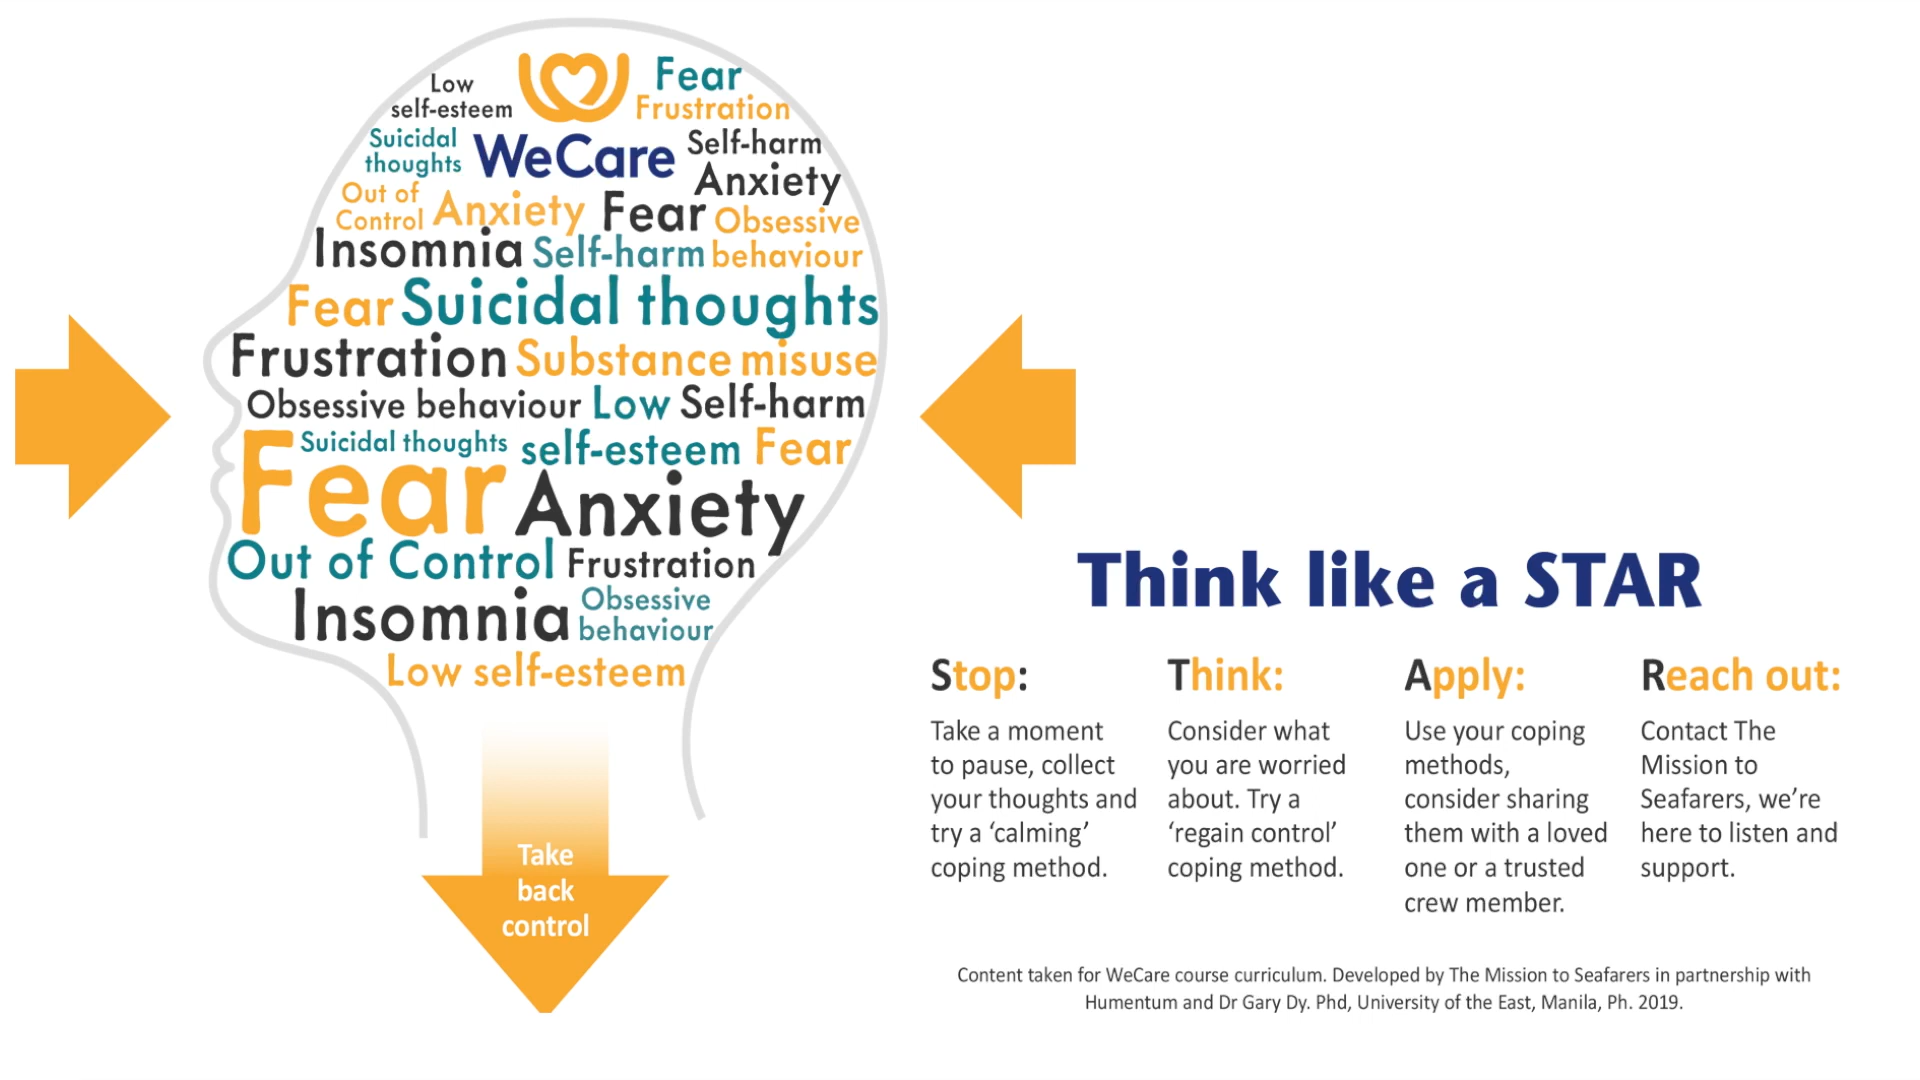 Low
self-esteem
Fear
Frustration
Suicidal
thoughts
WeCare
Self-harm
Anxiety
Out of
Control
Anxiety
Fear
Obsessive
behaviour
Insomnia
Self-harm
Fear
Suicidal thoughts
Frustration
Substance misuse
Obsessive behaviour
Low
self-esteem
Self-harm
Suicidal thoughts
Fear
Fear
Anxiety
Out of Control
Frustration
Insomnia
Obsessive
behaviour
Low self-esteem
Take
back
control
Think like a STAR
Stop:
Take a moment
to pause, collect
your thoughts and
try a ‘calming’
coping method.
Think:
Consider what
you are worried
about. Try a
‘regain control’
coping method.
Apply:
Use your coping
methods,
consider sharing
them with a loved
one or a trusted
crew member.
Reach out:
Contact The
Mission to
Seafarers, we’re
here to listen and
support.
Content taken for WeCare course curriculum. Developed by The Mission to Seafarers in partnership with
Humentum and Dr Gary Dy. Phd, University of the East, Manila, Ph. 2019.